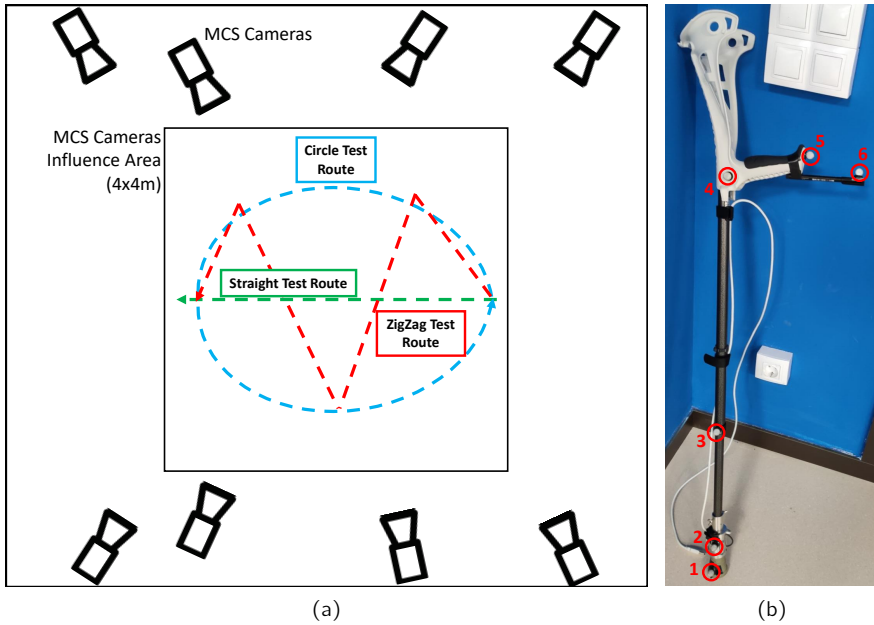 MCS Cameras
MCS Cameras
Influence Area
(4x4m)
Circle Test
Route
Straight Test Route
ZigZag Test
Route
(a)
5
6
4
3
2
1
(b)